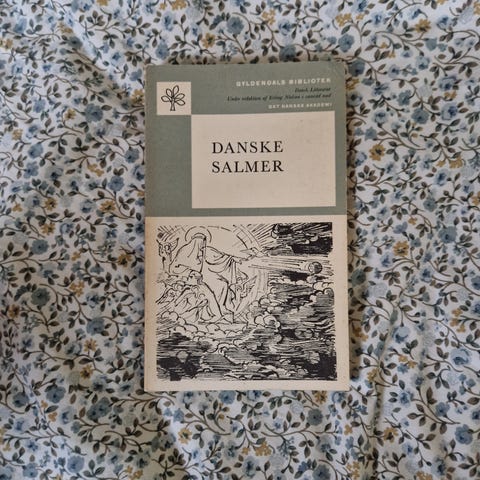 GYLDENDALS BIBLIOTEK
Dansk Litteratur
Under redaktion af Erling Nielsen i samråd med
DET DANSKE AKADEMI
DANSKE
SALMER